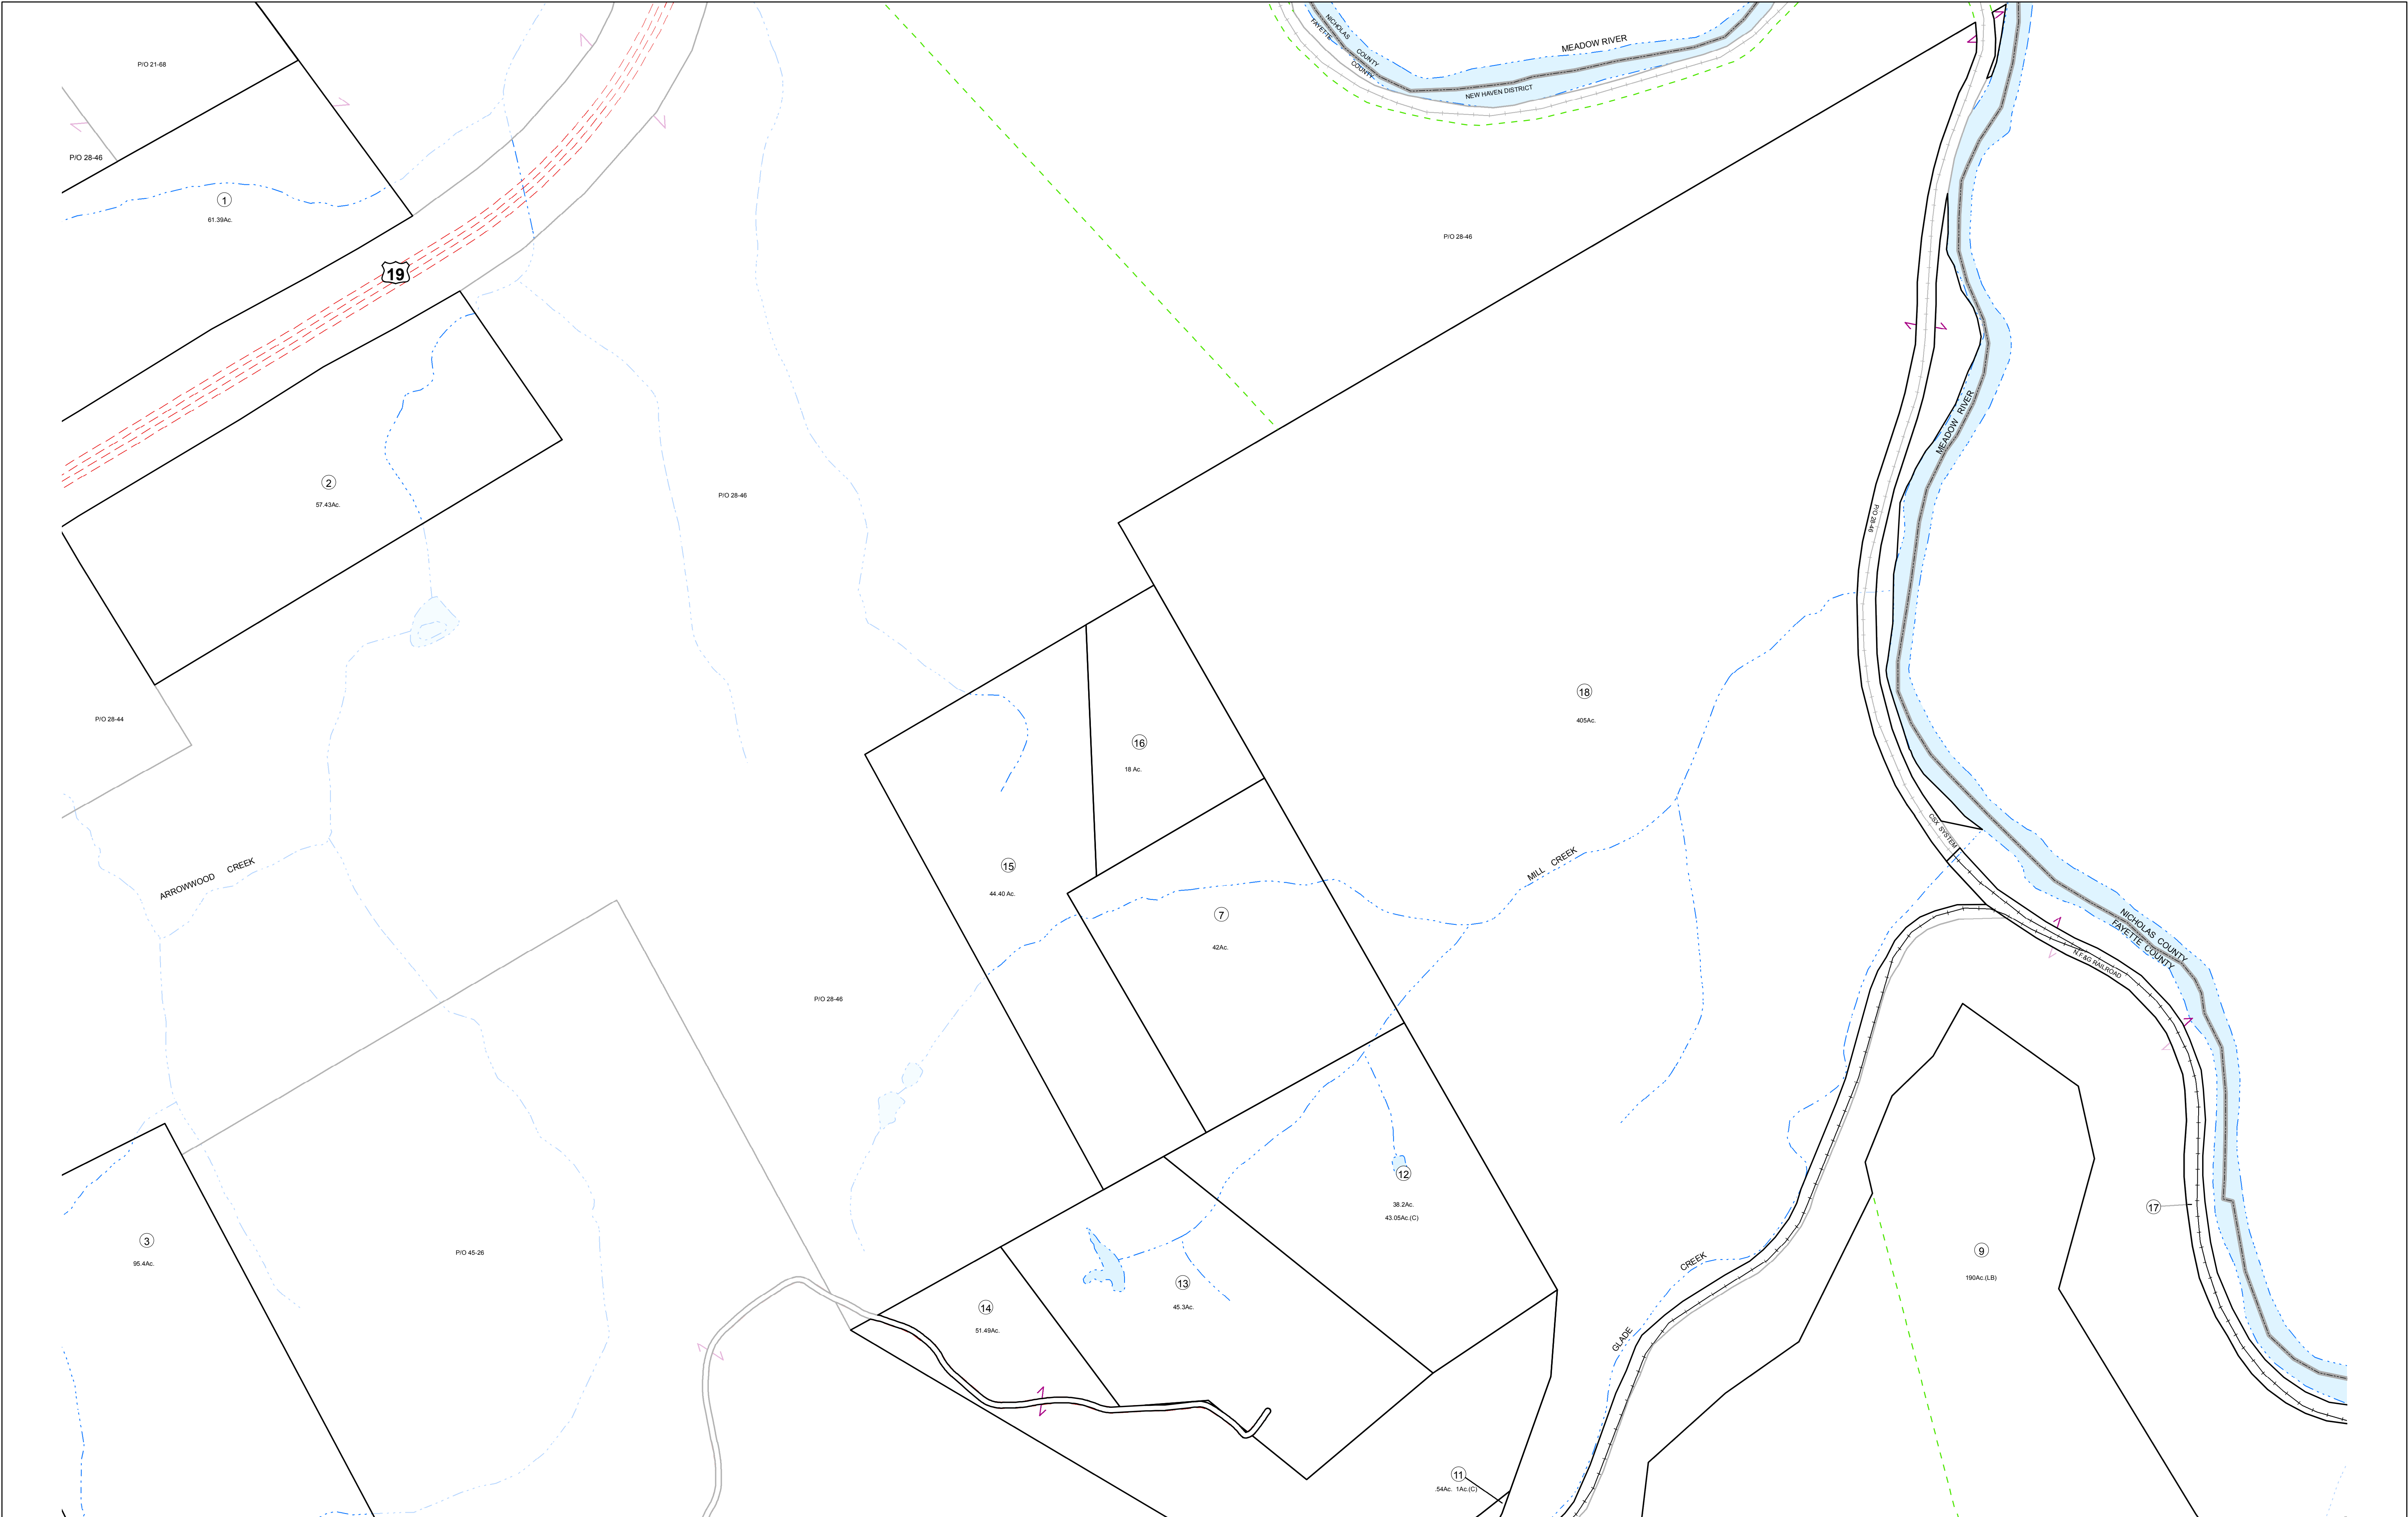 P/O 21-68
P/O 28-46
1
61.39Ac.
19
NICHOLAS COUNTY
FAYETTE COUNTY
MEADOW RIVER
NEW HAVEN DISTRICT
P/O 28-46
2
57.43Ac.
P/O 28-46
MEADOW RIVER
P/O 28-46
P/O 28-44
18
405Ac.
16
18 Ac.
CSX SYSTEM
ARROWWOOD CREEK
15
44.40 Ac.
MILL CREEK
7
42Ac.
NICHOLAS COUNTY
FAYETTE COUNTY
N.F.&G RAILROAD
P/O 28-46
12
38.2Ac.
43.05Ac.(C)
17
3
95.4Ac.
P/O 45-26
9
190Ac.(LB)
GLADE CREEK
13
45.3Ac.
14
51.49Ac.
11
.54Ac. 1Ac.(C)